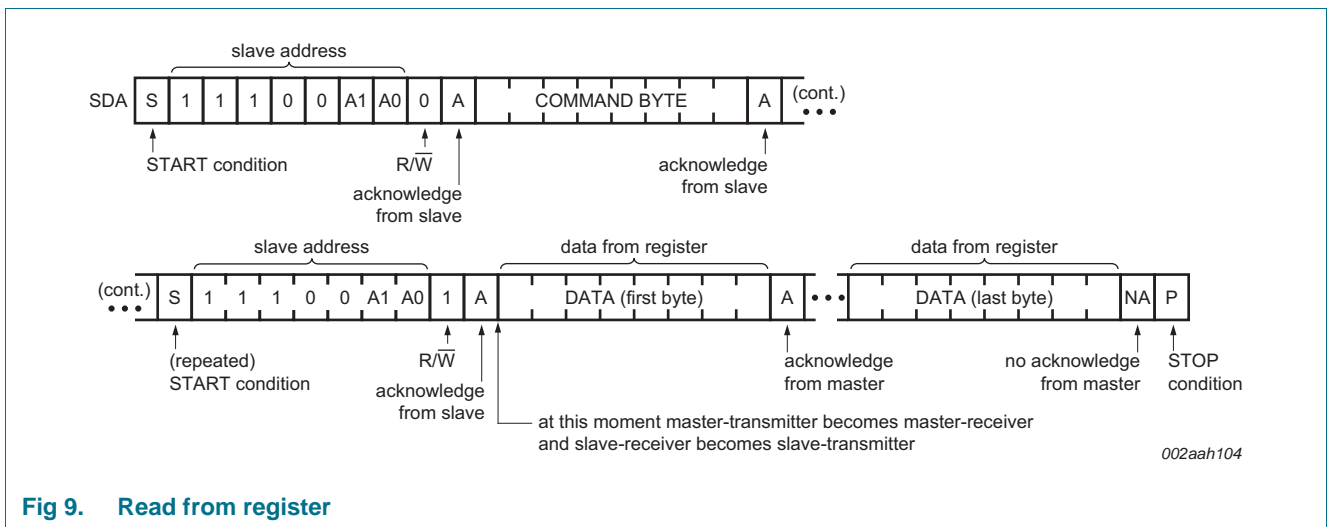 slave address
SDA S 1 1 1 0 0 A1 A0 0 A COMMAND BYTE A (cont.)
START condition
R/W̅
acknowledge
from slave
acknowledge
from slave
slave address
data from register
data from register
(cont.) S 1 1 1 0 0 A1 A0 1 A DATA (first byte) A DATA (last byte) NA P
(repeated)
START condition
R/W̅
acknowledge
from slave
acknowledge
from master
no acknowledge
from master
STOP
condition
at this moment master-transmitter becomes master-receiver
and slave-receiver becomes slave-transmitter
002aah104
Fig 9. Read from register